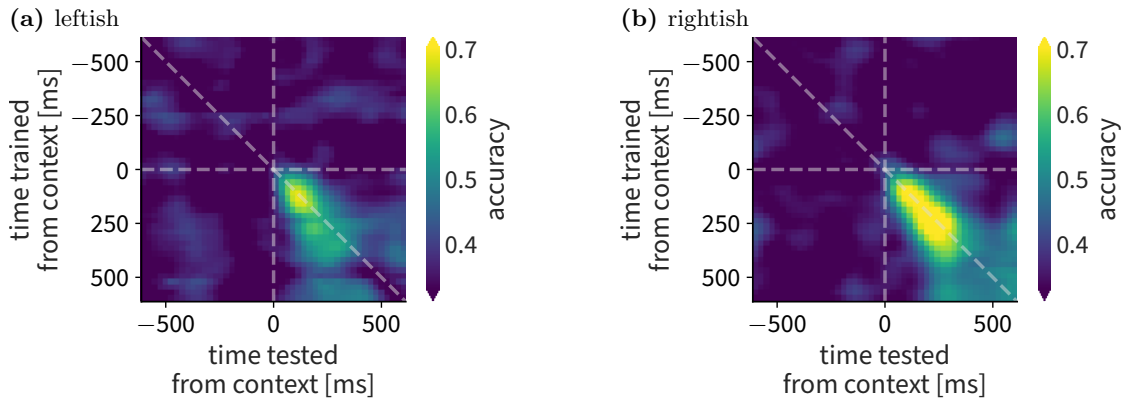 (a) leftish
time trained
from context [ms]
−500
−250
0
250
500
−500
0
500
time tested
from context [ms]
0.7
0.6
0.5
0.4
accuracy
(b) rightish
time trained
from context [ms]
−500
−250
0
250
500
−500
0
500
time tested
from context [ms]
0.7
0.6
0.5
0.4
accuracy